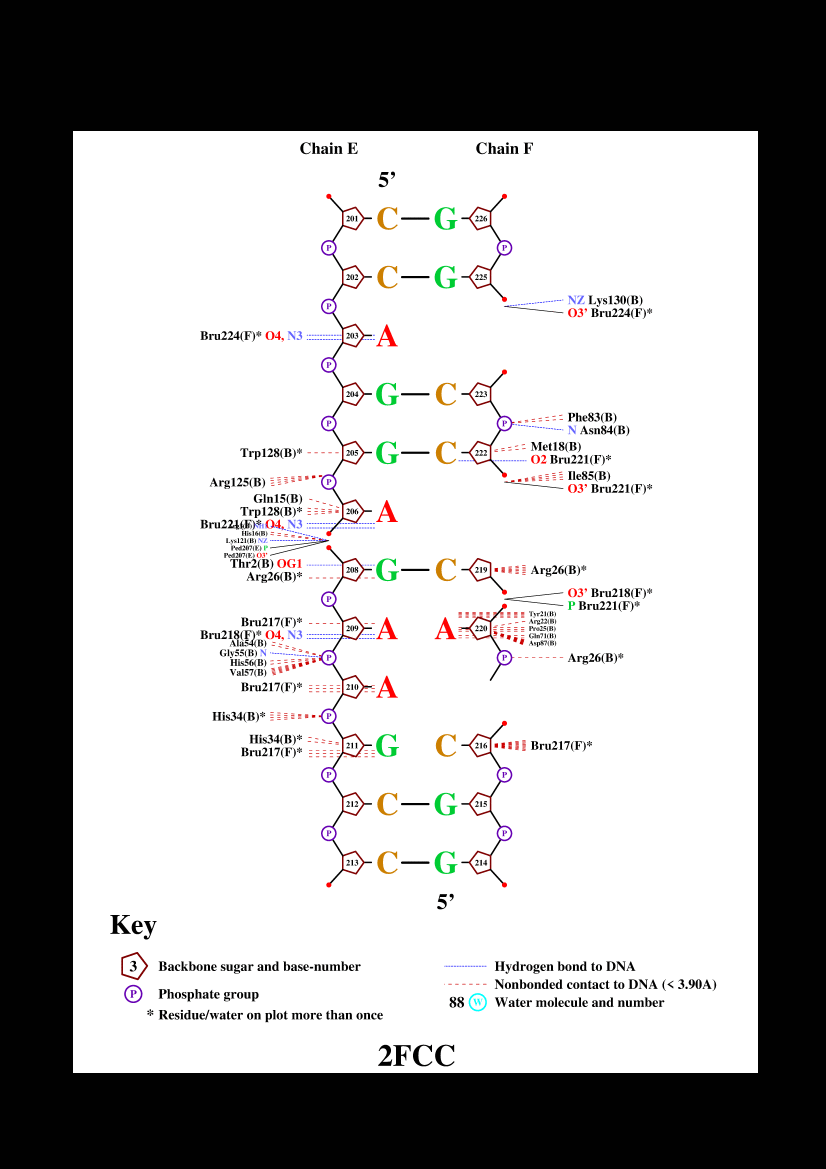 Chain E Chain F
5’
201 C G 226
P P
202 C G 225
NZ Lys130(B)
P
O3’ Bru224(F)*
Bru224(F)* O4, N3 203 A
P
204 G C 223
Phe83(B)
P P
N Asn84(B)
Met18(B)
Trp128(B)* 205 G C 222
O2 Bru221(F)*
Ile85(B)
Arg125(B) P
O3’ Bru221(F)*
Gln15(B)
Trp128(B)* 206 A
Bru221(F)* O4, N3
His16(B)
Lys121(B) NZ
Ped207(E) P
Ped207(E) O3’
Thr2(B) OG1
208 G C 219 Arg26(B)*
Arg26(B)*
O3’ Bru218(F)*
P
P Bru221(F)*
Tyr21(B)
Bru217(F)*
Arg22(B)
209 A A 220 Pro25(B)
Bru218(F)* O4, N3
Gln71(B)
Ala54(B)
Asp87(B)
Gly55(B) N
P P Arg26(B)*
His56(B)
Val57(B)
Bru217(F)* 210 A
His34(B)* P
His34(B)*
211 G C 216 Bru217(F)*
Bru217(F)*
P P
212 C G 215
P P
213 C G 214
5’
Key
3 Backbone sugar and base-number
Hydrogen bond to DNA
Nonbonded contact to DNA (< 3.90A)
P Phosphate group
88 W Water molecule and number
* Residue/water on plot more than once
2FCC